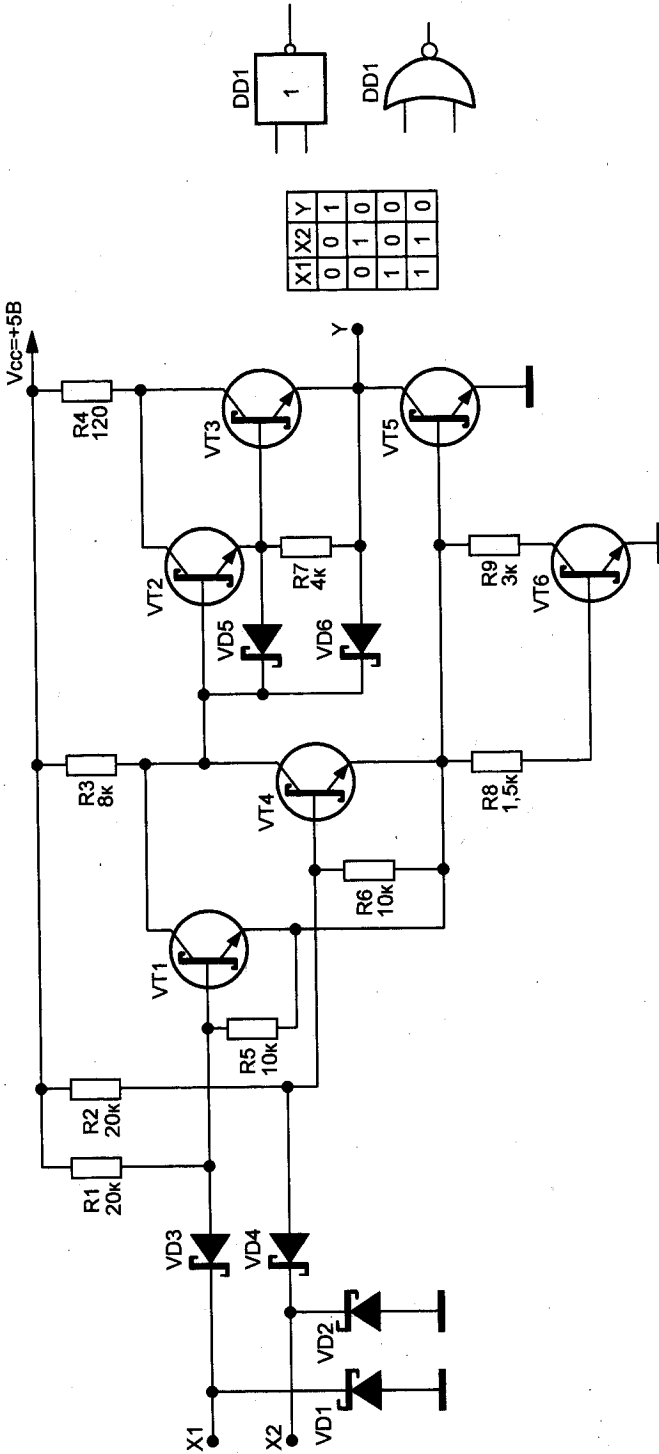 Vcc=+5В
R1
20к
R2
20к
R3
8к
R4
120
VT1
VT2
VT3
VT4
VT5
VT6
R5
10к
R6
10к
R7
4к
R8
1,5к
R9
3к
VD3
VD4
VD5
VD6
X1
X2
VD1
VD2
Y
X1 X2 Y
0 0 1
0 1 0
1 0 0
1 1 0
DD1
1
DD1